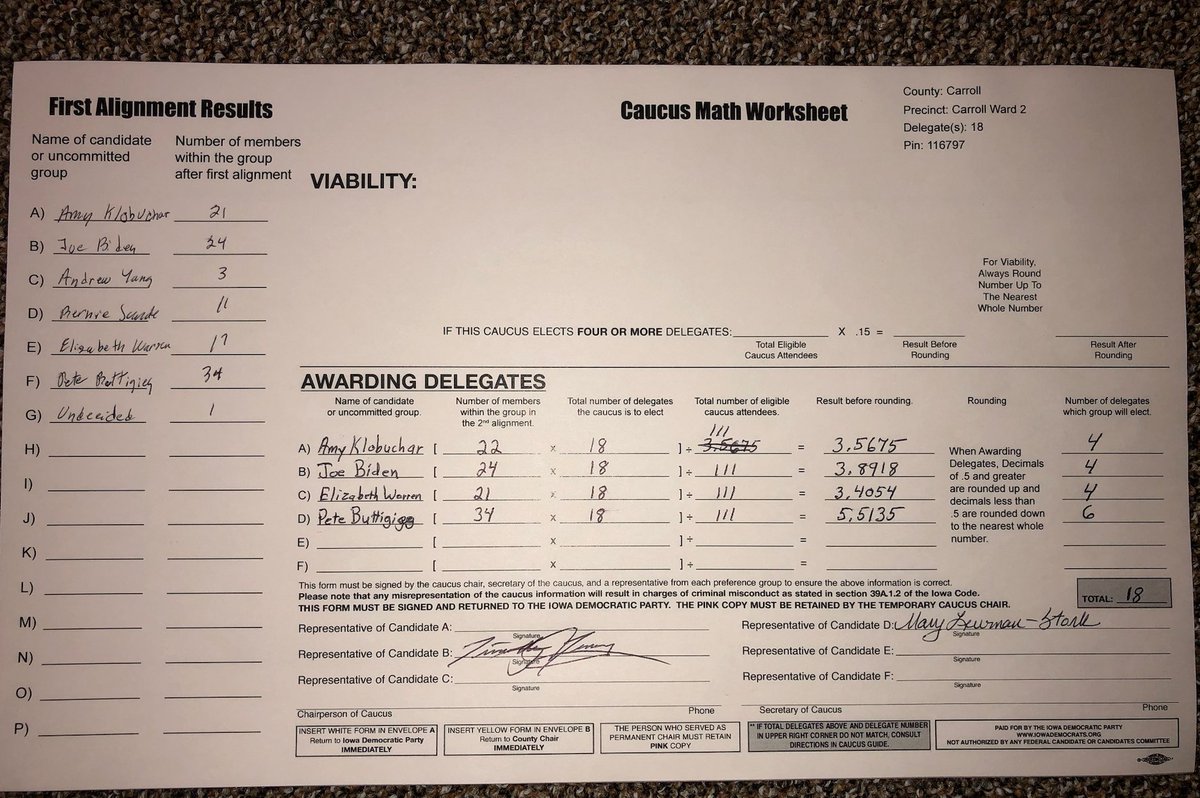 First Alignment Results
Name of candidate or uncommitted group
Number of members within the group after first alignment
A) Amy Klobuchar 21
B) Joe Biden 24
C) Andrew Yang 3
D) Bernie 11
E) Elizabeth Warren 17
F) Pete Buttigieg 34
G) Undecided 1
H)
I)
J)
K)
L)
M)
N)
O)
P)
Caucus Math Worksheet
County: Carroll
Precinct: Carroll Ward 2
Delegate(s): 18
Pin: 116797
VIABILITY:
For Viability,
Always Round
Number Up To
The Nearest
Whole Number
IF THIS CAUCUS ELECTS FOUR OR MORE DELEGATES: X .15 =
Total Eligible Caucus Attendees
Result Before Rounding
Result After Rounding
AWARDING DELEGATES
Name of candidate or uncommitted group.
Number of members within the group in the 2nd alignment.
Total number of delegates the caucus is to elect
Total number of eligible caucus attendees.
Result before rounding.
Rounding
Number of delegates which group will elect.
A) Amy Klobuchar [ 22 x 18 ] ÷ 3.5675 111 = 3.5675 4
B) Joe Biden [ 24 x 18 ] ÷ 111 = 3.8918 4
C) Elizabeth Warren [ 21 x 18 ] ÷ 111 = 3.4054 4
D) Pete Buttigigg [ 34 x 18 ] ÷ 111 = 5.5135 6
E) [ x ] ÷ =
F) [ x ] ÷ =
When Awarding
Delegates, Decimals
of .5 and greater
are rounded up and
decimals less than
.5 are rounded down
to the nearest whole
number.
TOTAL: 18
This form must be signed by the caucus chair, secretary of the caucus, and a representative from each preference group to ensure the above information is correct.
Please note that any misrepresentation of the caucus information will result in charges of criminal misconduct as stated in section 39A.1.2 of the Iowa Code.
THIS FORM MUST BE SIGNED AND RETURNED TO THE IOWA DEMOCRATIC PARTY. THE PINK COPY MUST BE RETAINED BY THE TEMPORARY CAUCUS CHAIR.
Representative of Candidate A:
Signature
Representative of Candidate B:
Signature
Representative of Candidate C:
Signature
Representative of Candidate D: Mary
Signature
Representative of Candidate E:
Signature
Representative of Candidate F:
Signature
Chairperson of Caucus Phone
Secretary of Caucus Phone
INSERT WHITE FORM IN ENVELOPE A
Return to Iowa Democratic Party
IMMEDIATELY
INSERT YELLOW FORM IN ENVELOPE B
Return to County Chair
IMMEDIATELY
THE PERSON WHO SERVED AS
PERMANENT CHAIR MUST RETAIN
PINK COPY
** IF TOTAL DELEGATES ABOVE AND DELEGATE NUMBER
IN UPPER RIGHT CORNER DO NOT MATCH, CONSULT
DIRECTIONS IN CAUCUS GUIDE.
PAID FOR BY THE IOWA DEMOCRATIC PARTY
WWW.IOWADEMOCRATS.ORG
NOT AUTHORIZED BY ANY FEDERAL CANDIDATE OR CANDIDATES COMMITTEE